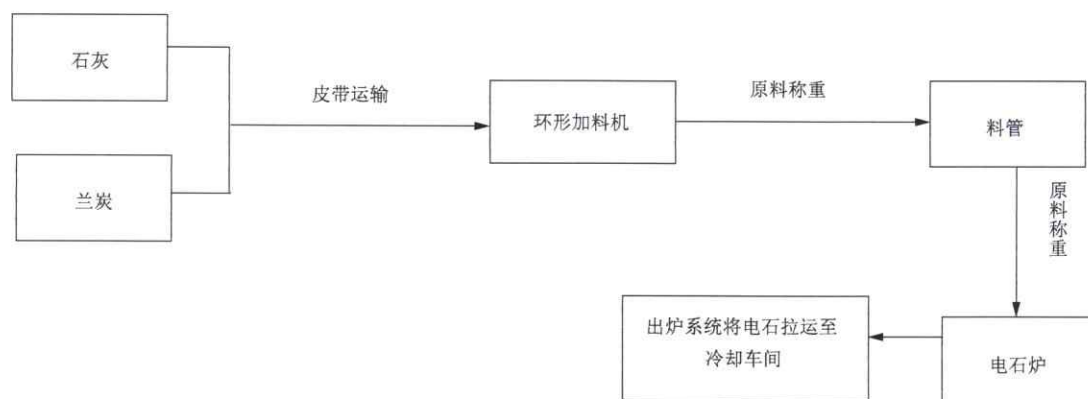 石灰
皮带运输
原料称重
环形加料机
料管
兰炭
原料称重
出炉系统将电石拉运至
冷却车间
电石炉